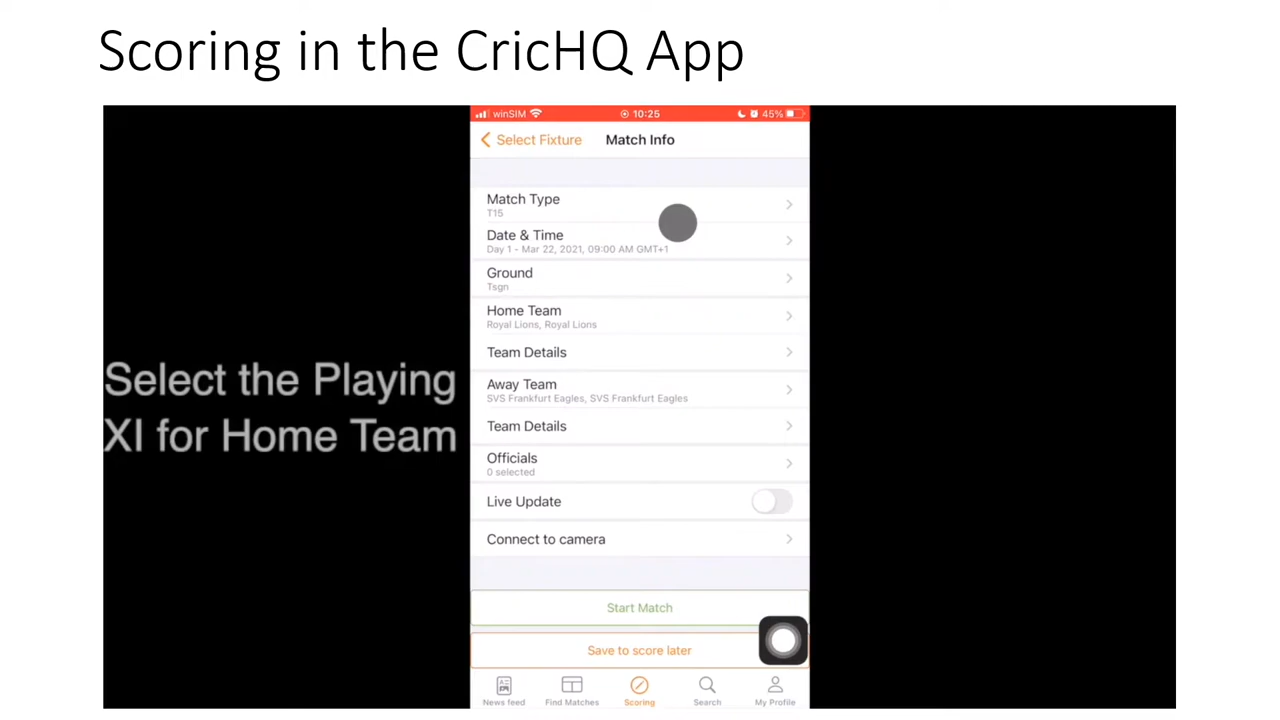 Scoring in the CricHQ App
winSIM 10:25 45%
Select Fixture Match Info
Match Type
T15
Date & Time
Day 1 - Mar 22, 2021, 09:00 AM GMT+1
Ground
Tsgn
Home Team
Royal Lions, Royal Lions
Team Details
Away Team
SVS Frankfurt Eagles, SVS Frankfurt Eagles
Team Details
Officials
0 selected
Live Update
Connect to camera
Start Match
Save to score later
News feed Find Matches Scoring Search My Profile
Select the Playing
XI for Home Team